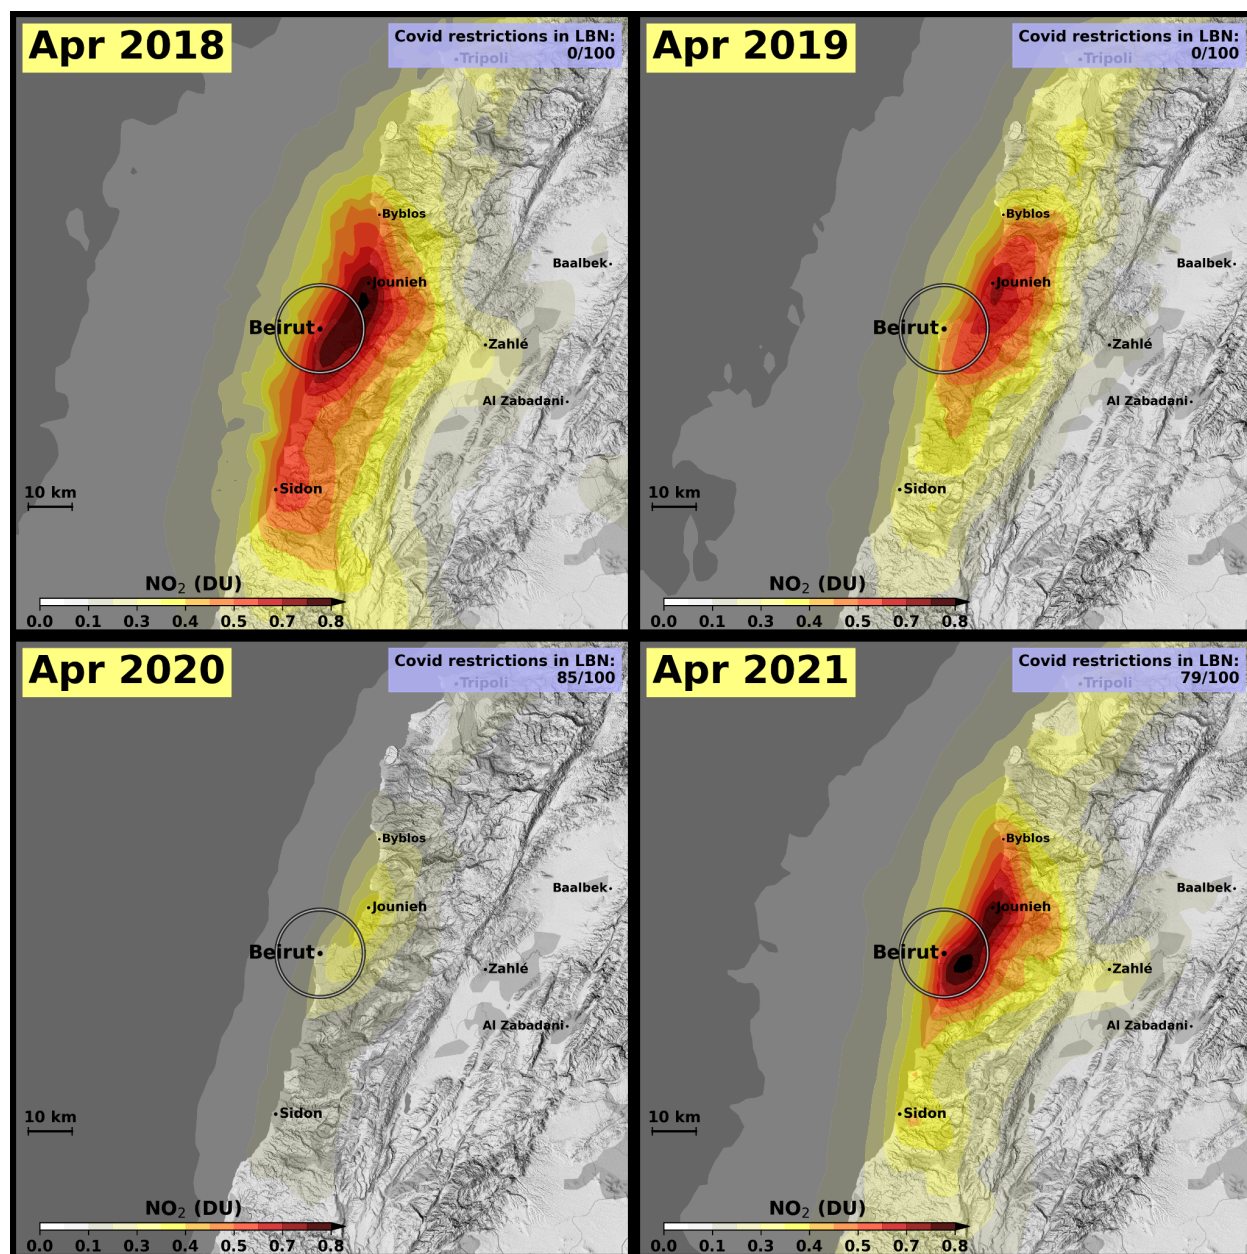 Apr 2018
Covid restrictions in LBN:
0/100
Tripoli
Byblos
Baalbek
Jounieh
Beirut
Zahlé
Al Zabadani
Sidon
10 km
NO₂ (DU)
0.0 0.1 0.2 0.4 0.5 0.7 0.8
Apr 2019
Covid restrictions in LBN:
0/100
Tripoli
Byblos
Baalbek
Jounieh
Beirut
Zahlé
Al Zabadani
Sidon
10 km
NO₂ (DU)
0.0 0.1 0.2 0.4 0.5 0.7 0.8
Apr 2020
Covid restrictions in LBN:
85/100
Tripoli
Byblos
Baalbek
Jounieh
Beirut
Zahlé
Al Zabadani
Sidon
10 km
NO₂ (DU)
0.0 0.1 0.2 0.4 0.5 0.7 0.8
Apr 2021
Covid restrictions in LBN:
79/100
Tripoli
Byblos
Baalbek
Jounieh
Beirut
Zahlé
Al Zabadani
Sidon
10 km
NO₂ (DU)
0.0 0.1 0.2 0.4 0.5 0.7 0.8